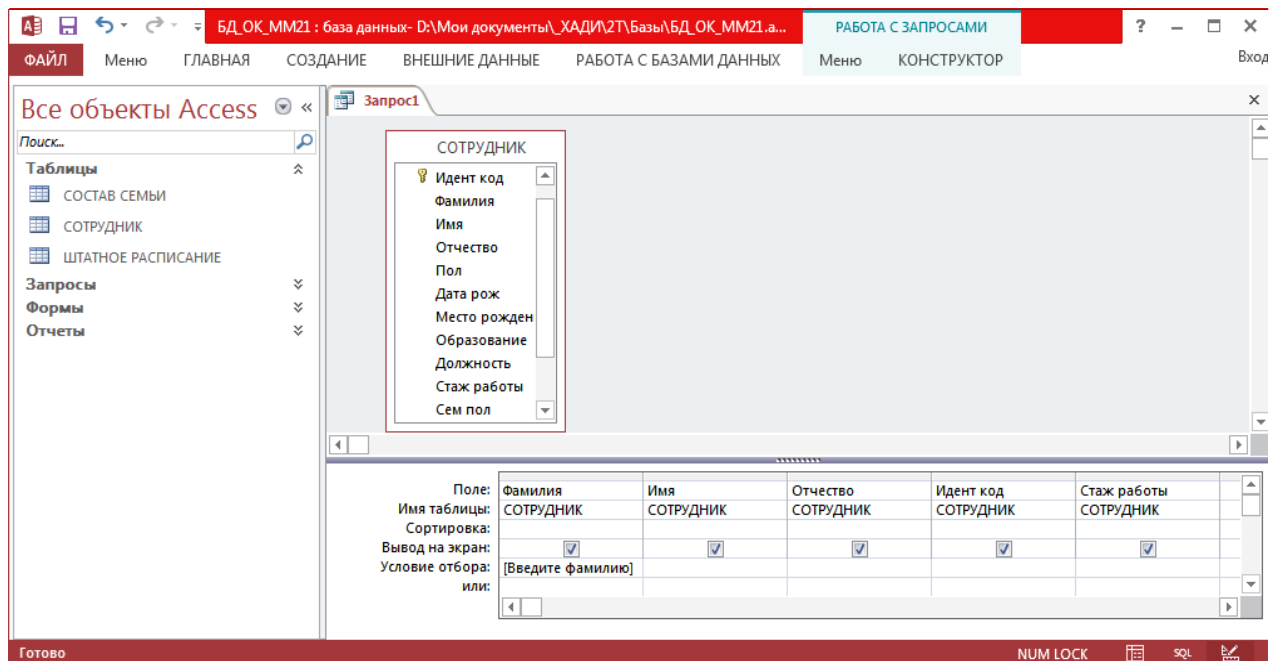 БД_ОК_ММ21 : база данных- D:\Мои документы\_ХАДИ\2Т\Базы\БД_ОК_ММ21.a... РАБОТА С ЗАПРОСАМИ ?
ФАЙЛ Меню ГЛАВНАЯ СОЗДАНИЕ ВНЕШНИЕ ДАННЫЕ РАБОТА С БАЗАМИ ДАННЫХ Меню КОНСТРУКТОР Вход
Все объекты Access «
Поиск...
Таблицы
СОСТАВ СЕМЬИ
СОТРУДНИК
ШТАТНОЕ РАСПИСАНИЕ
Запросы
Формы
Отчеты
Запрос1
СОТРУДНИК
Идент код
Фамилия
Имя
Отчество
Пол
Дата рож
Место рожден
Образование
Должность
Стаж работы
Сем пол
Поле: Фамилия Имя Отчество Идент код Стаж работы
Имя таблицы: СОТРУДНИК СОТРУДНИК СОТРУДНИК СОТРУДНИК СОТРУДНИК
Сортировка:
Вывод на экран:
Условие отбора: [Введите фамилию]
или:
Готово NUM LOCK SQL